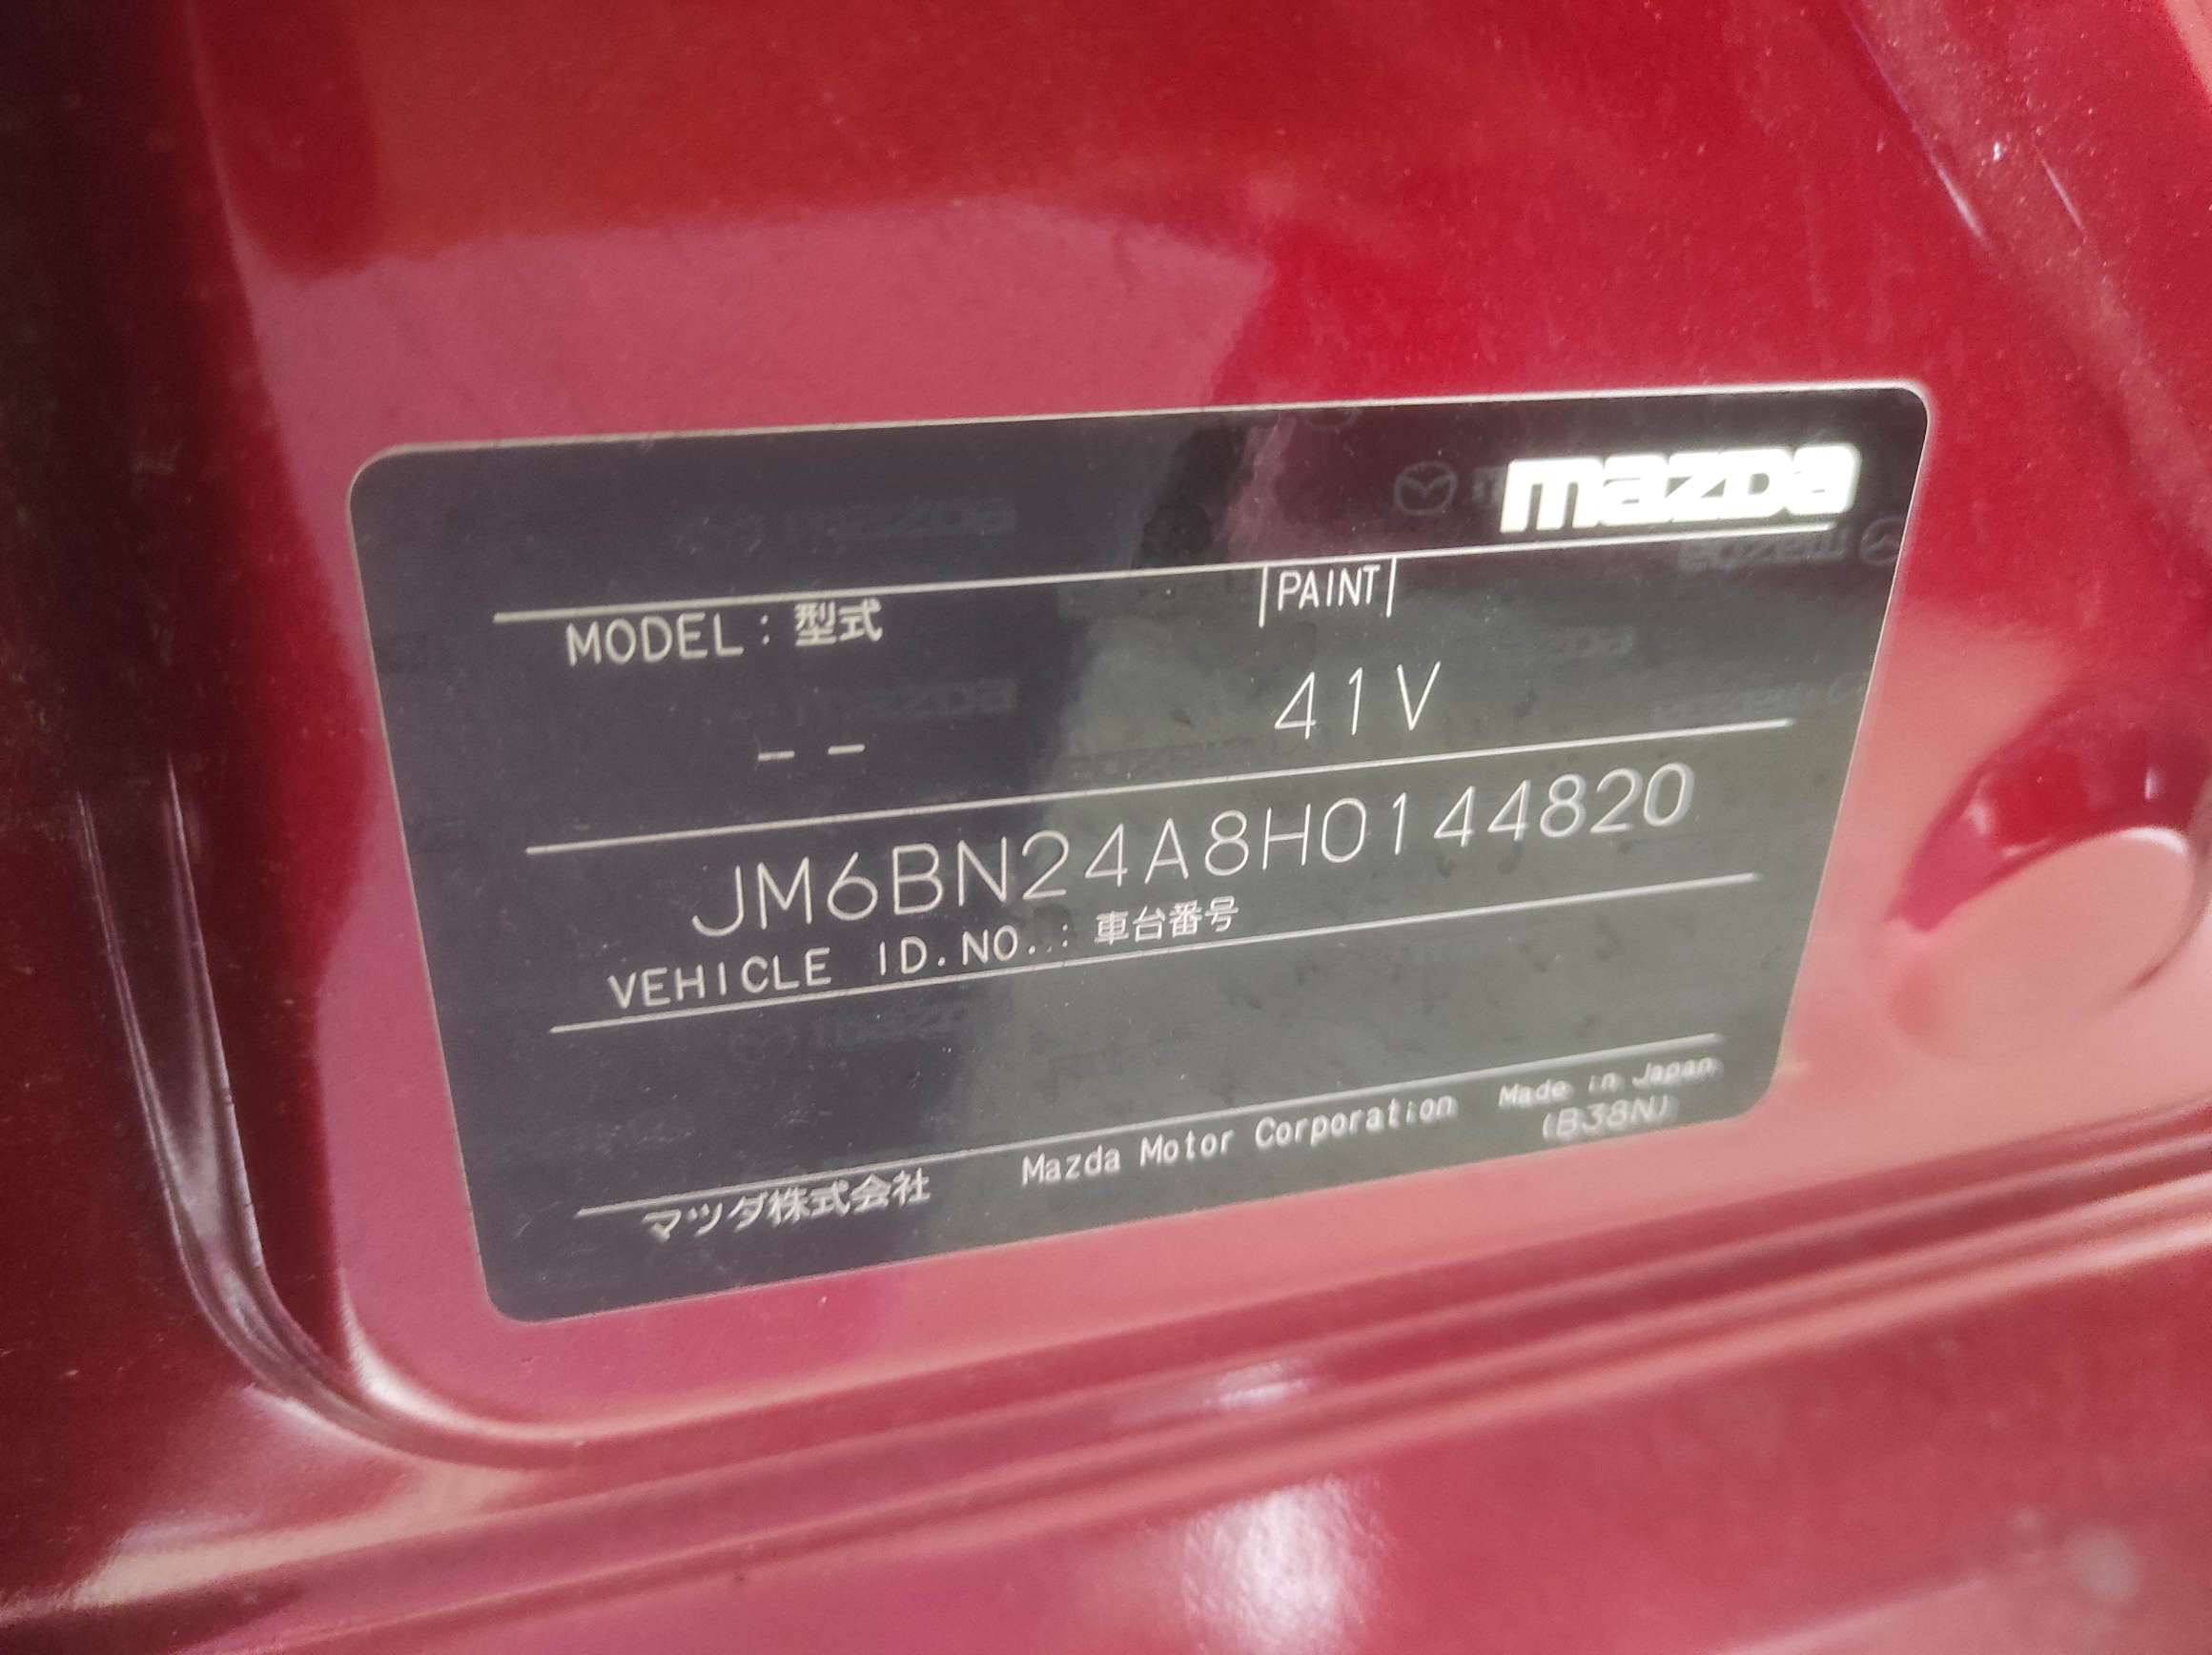 mazda
MODEL : 型式
PAINT
41V
– –
JM6BN24A8H0144820
VEHICLE ID.NO. : 車台番号
マツダ株式会社 Mazda Motor Corporation Made in Japan
(B38N)